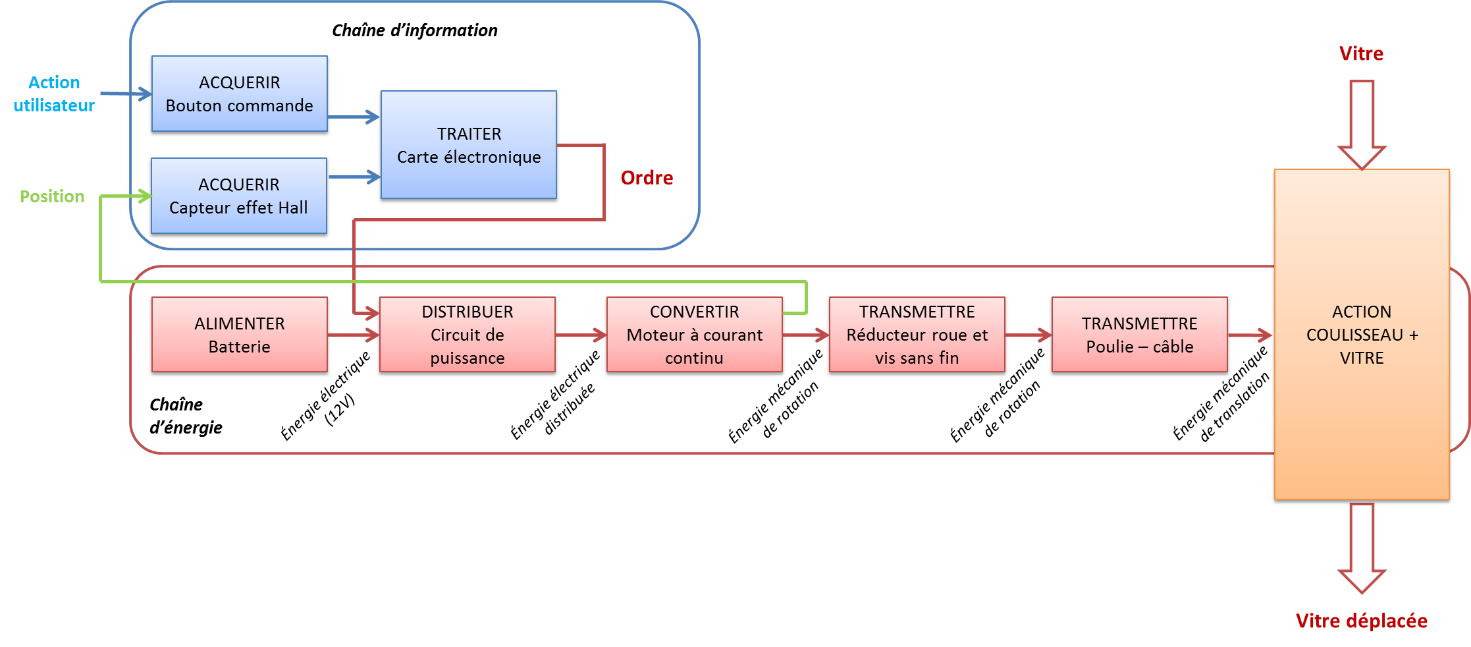 Chaîne d’information
Action
utilisateur
ACQUERIR
Bouton commande
TRAITER
Carte électronique
Position
ACQUERIR
Capteur effet Hall
Ordre
Vitre
ALIMENTER
Batterie
DISTRIBUER
Circuit de
puissance
CONVERTIR
Moteur à courant
continu
TRANSMETTRE
Réducteur roue et
vis sans fin
TRANSMETTRE
Poulie – câble
ACTION
COULISSEAU +
VITRE
Chaîne
d’énergie
Énergie électrique
(12V)
Énergie électrique
distribuée
Énergie mécanique
de rotation
Énergie mécanique
de rotation
Énergie mécanique
de translation
Vitre déplacée